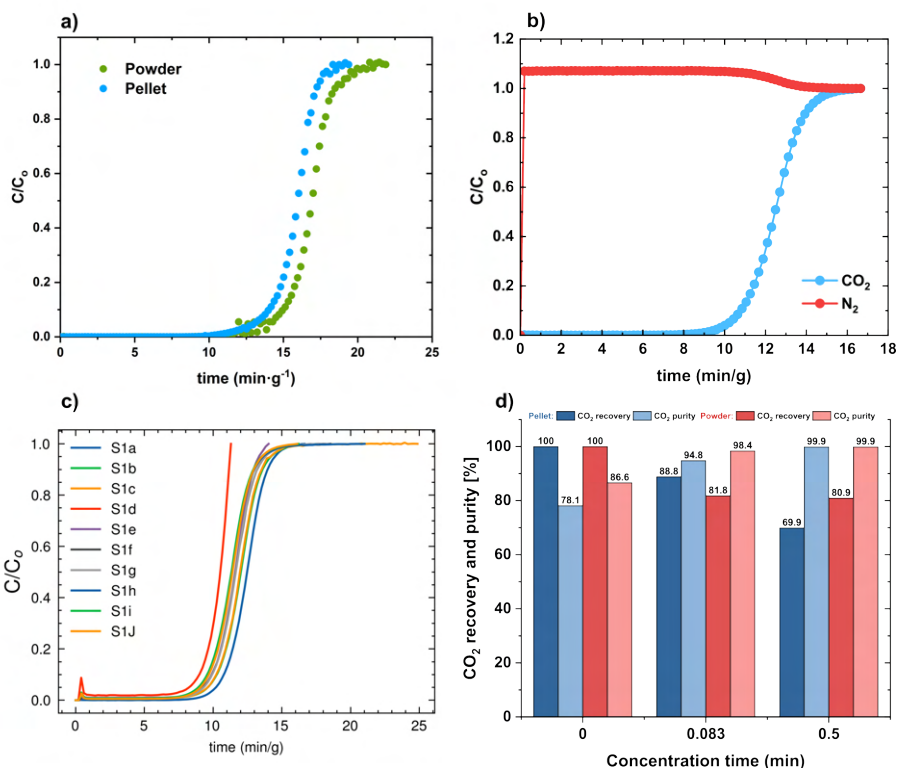 a)
1.0
0.8
0.6
0.4
0.2
0.0
C/Co
Powder
Pellet
0 5 10 15 20 25
time (min·g-1)
b)
1.2
1.0
0.8
0.6
0.4
0.2
0.0
C/Co
CO2
N2
0 2 4 6 8 10 12 14 16 18
time (min/g)
c)
1.0
0.8
0.6
0.4
0.2
0.0
C/Co
S1a
S1b
S1c
S1d
S1e
S1f
S1g
S1h
S1i
S1J
0 5 10 15 20 25
time (min/g)
d)
Pellet: CO2 recovery CO2 purity Powder: CO2 recovery CO2 purity
100
80
60
40
20
0
CO2 recovery and purity [%]
100 78.1 100 86.6
88.8 94.8 81.8 98.4
69.9 99.9 80.9 99.9
0 0.083 0.5
Concentration time (min)